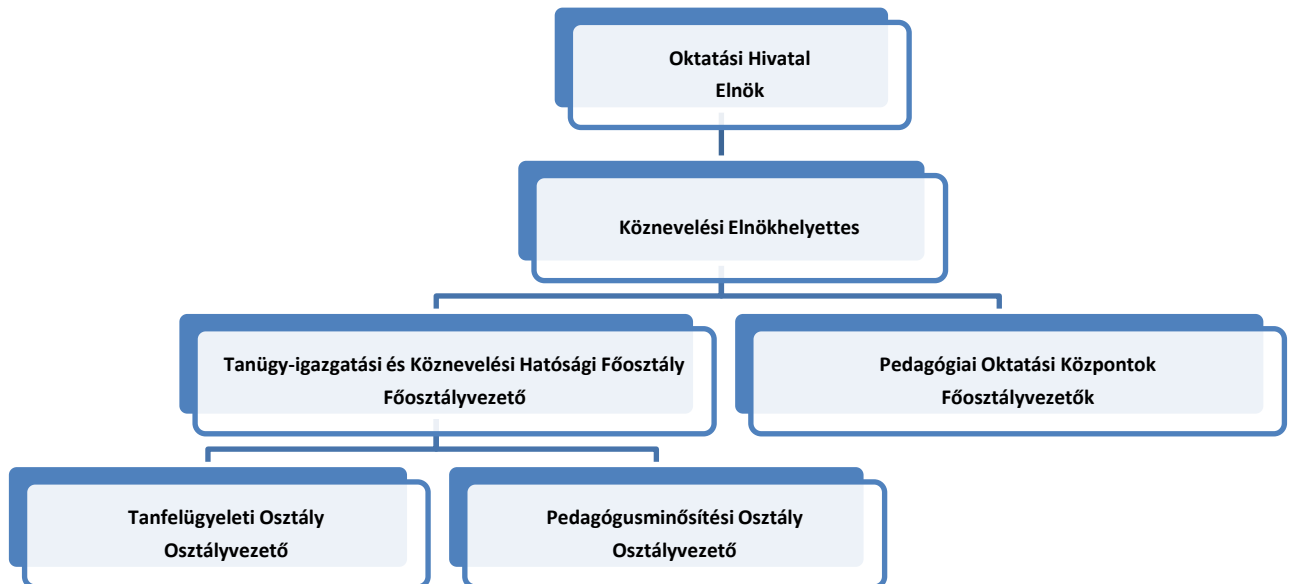 Oktatási Hivatal
Elnök
Köznevelési Elnökhelyettes
Tanügy-igazgatási és Köznevelési Hatósági Főosztály
Főosztályvezető
Pedagógiai Oktatási Központok
Főosztályvezetők
Tanfelügyeleti Osztály
Osztályvezető
Pedagógusminősítési Osztály
Osztályvezető